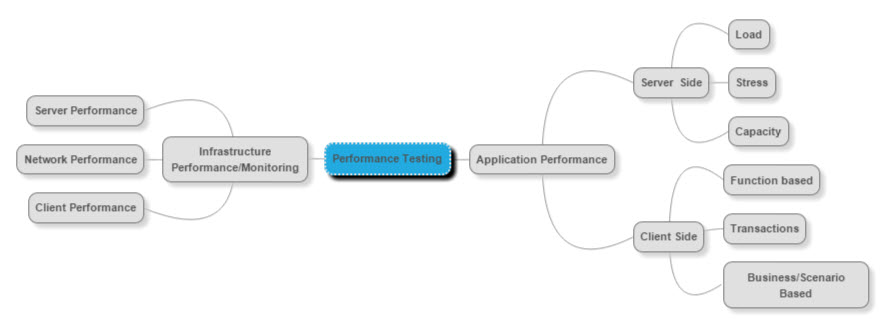 Server Performance
Network Performance
Client Performance
Infrastructure
Performance/Monitoring
Performance Testing
Application Performance
Server Side
Load
Stress
Capacity
Client Side
Function based
Transactions
Business/Scenario
Based